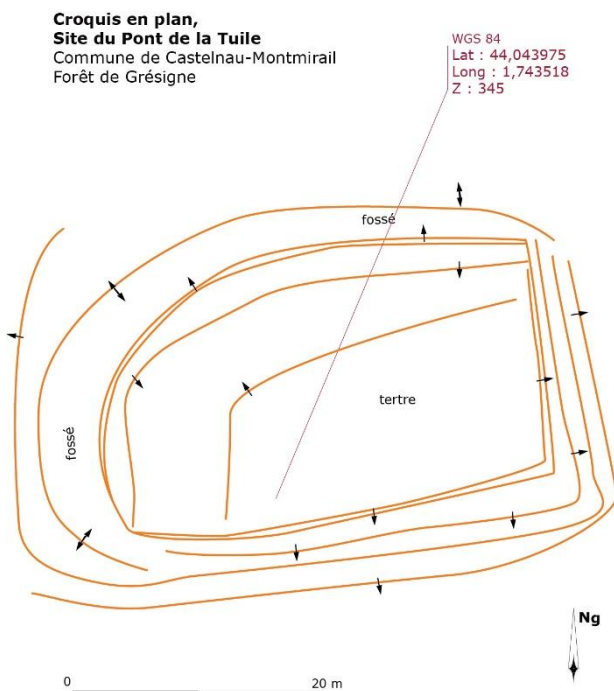 Croquis en plan,
Site du Pont de la Tuile
Commune de Castelnau-Montmirail
Forêt de Grésigne
WGS 84
Lat : 44,043975
Long : 1,743518
Z : 345
fossé
tertre
fossé
Ng
0 20 m